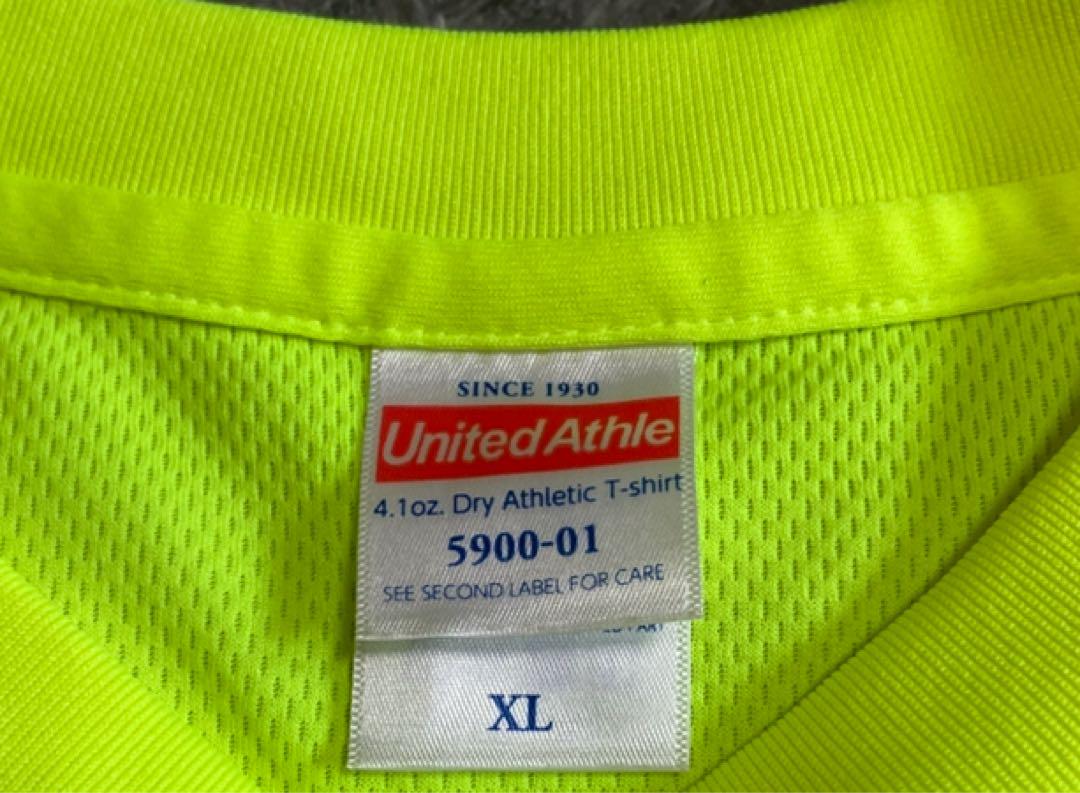 SINCE 1930
United Athle
4.1oz. Dry Athletic T-shirt
5900-01
SEE SECOND LABEL FOR CARE
XL